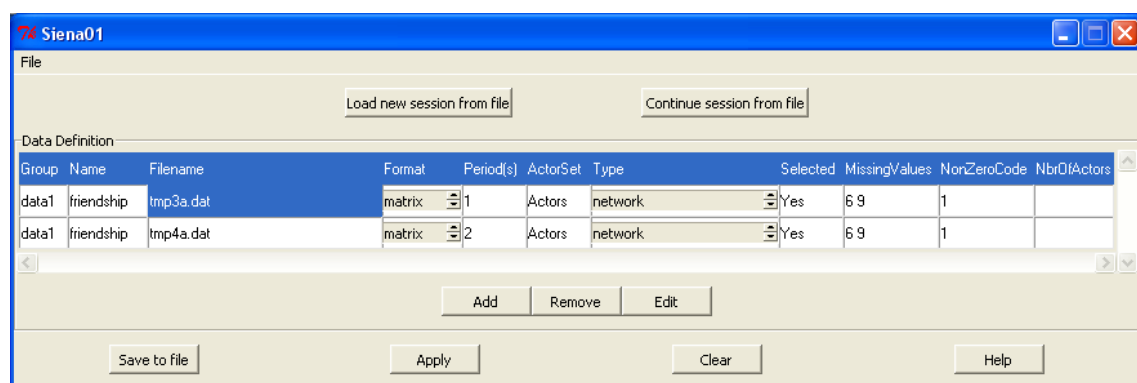 Siena01
File
Load new session from file Continue session from file
Data Definition
Group Name Filename Format Period(s) ActorSet Type Selected MissingValues NonZeroCode NbrOfActors
data1 friendship tmp3a.dat matrix 1 Actors network Yes 6 9 1
data1 friendship tmp4a.dat matrix 2 Actors network Yes 6 9 1
Add Remove Edit
Save to file Apply Clear Help